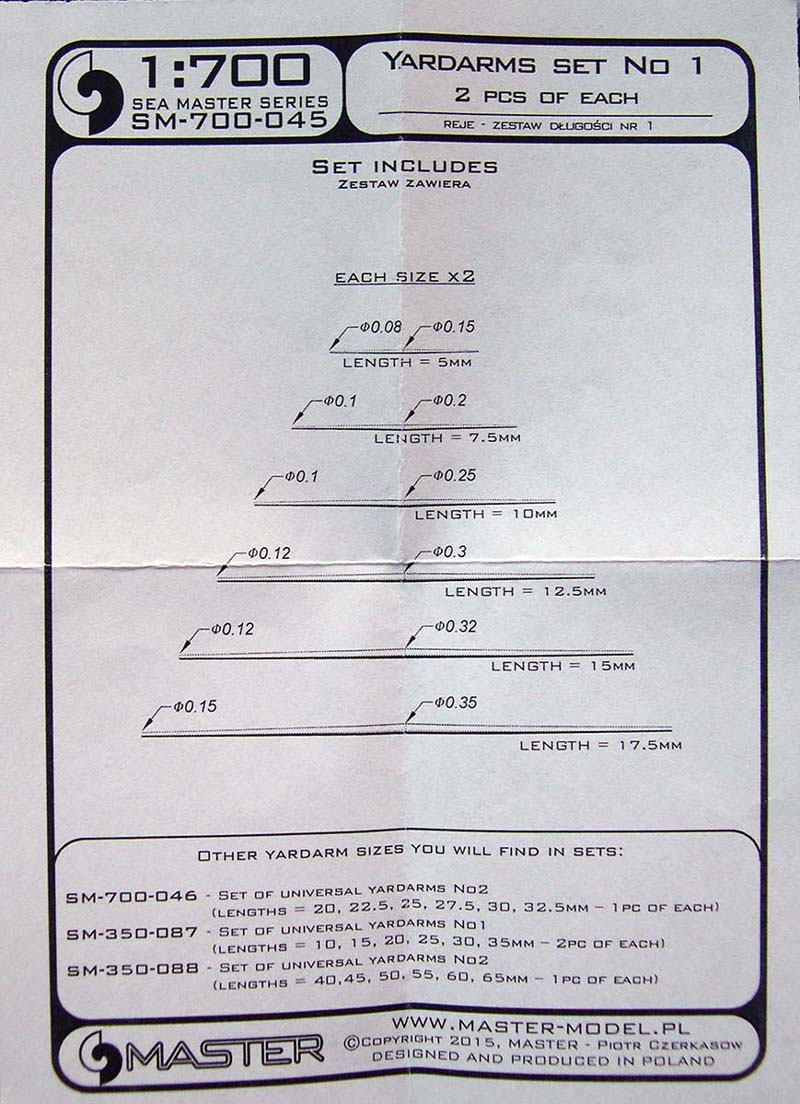 1:700
SEA MASTER SERIES
SM-700-045
YARDARMS SET NO 1
2 PCS OF EACH
REJE - ZESTAW DŁUGOŚCI NR 1
SET INCLUDES
ZESTAW ZAWIERA
EACH SIZE X2
Φ0.08 Φ0.15
LENGTH = 5MM
Φ0.1 Φ0.2
LENGTH = 7.5MM
Φ0.1 Φ0.25
LENGTH = 10MM
Φ0.12 Φ0.3
LENGTH = 12.5MM
Φ0.12 Φ0.32
LENGTH = 15MM
Φ0.15 Φ0.35
LENGTH = 17.5MM
OTHER YARDARM SIZES YOU WILL FIND IN SETS:
SM-700-046 - SET OF UNIVERSAL YARDARMS NO2
(LENGTHS = 20, 22.5, 25, 27.5, 30, 32.5MM - 1PC OF EACH)
SM-350-087 - SET OF UNIVERSAL YARDARMS NO1
(LENGTHS = 10, 15, 20, 25, 30, 35MM - 2PC OF EACH)
SM-350-088 - SET OF UNIVERSAL YARDARMS NO2
(LENGTHS = 40,45, 50, 55, 60, 65MM - 1PC OF EACH)
MASTER
WWW.MASTER-MODEL.PL
©COPYRIGHT 2015, MASTER - PIOTR CZERKASOW
DESIGNED AND PRODUCED IN POLAND